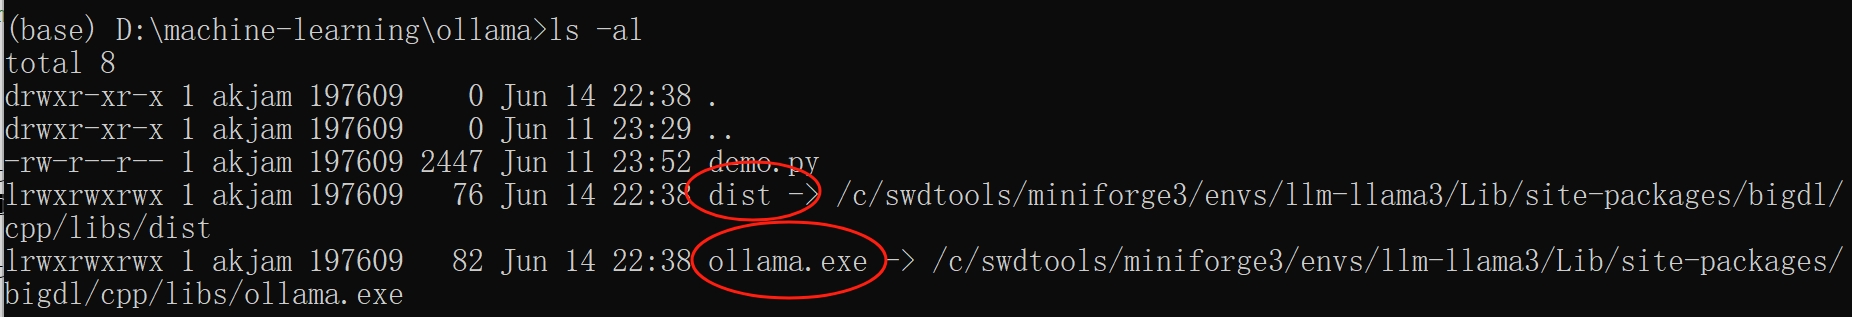 (base) D:\machine-learning\ollama>ls -al
total 8
drwxr-xr-x 1 akjam 197609    0 Jun 14 22:38 .
drwxr-xr-x 1 akjam 197609    0 Jun 11 23:29 ..
-rw-r--r-- 1 akjam 197609 2447 Jun 11 23:52 demo.py
lrwxrwxrwx 1 akjam 197609   76 Jun 14 22:38 dist -> /c/swdtools/miniforge3/envs/llm-llama3/Lib/site-packages/bigdl/
cpp/libs/dist
lrwxrwxrwx 1 akjam 197609   82 Jun 14 22:38 ollama.exe -> /c/swdtools/miniforge3/envs/llm-llama3/Lib/site-packages/
bigdl/cpp/libs/ollama.exe